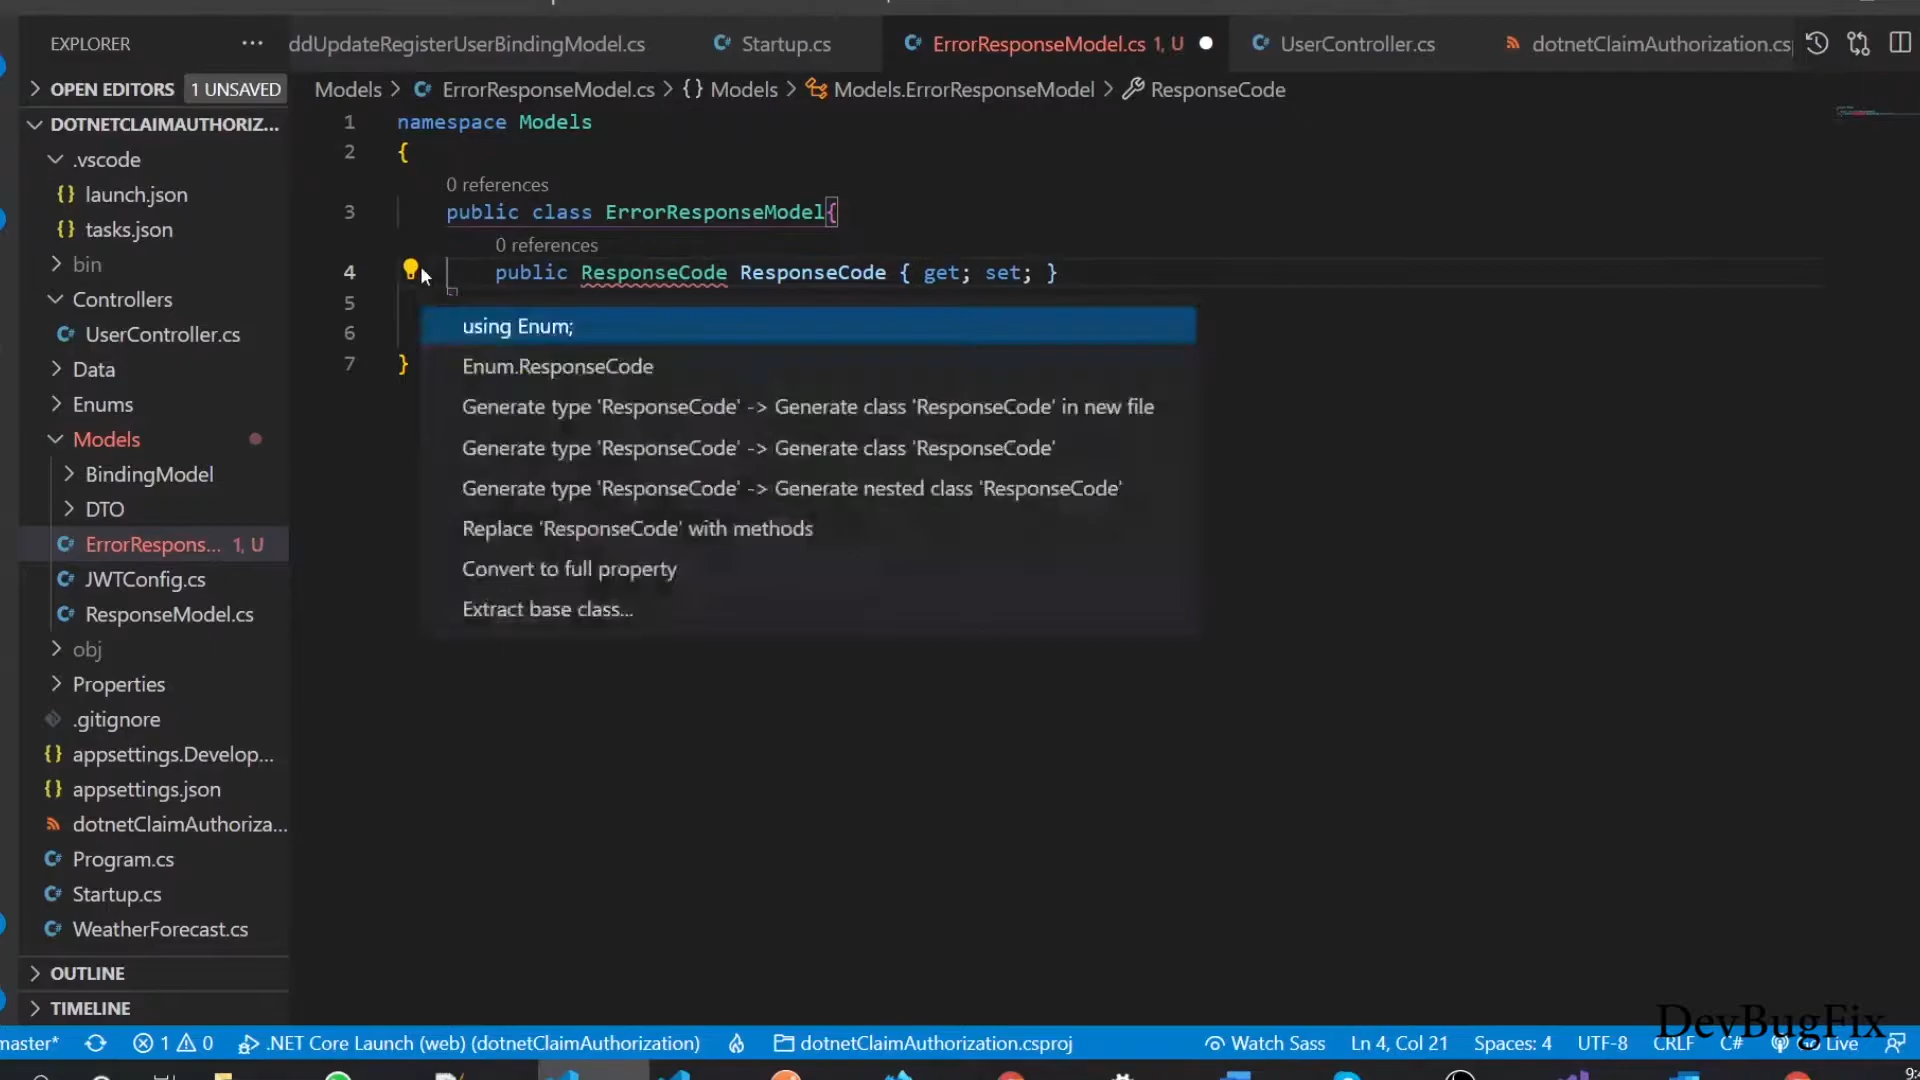 EXPLORER
ddUpdateRegisterUserBindingModel.cs
Startup.cs
ErrorResponseModel.cs 1, U
UserController.cs
dotnetClaimAuthorization.cs
OPEN EDITORS 1 UNSAVED
Models > ErrorResponseModel.cs > {} Models > Models.ErrorResponseModel > ResponseCode
DOTNETCLAIMAUTHORIZ...
.vscode
{} launch.json
{} tasks.json
bin
Controllers
UserController.cs
Data
Enums
Models
BindingModel
DTO
ErrorRespons... 1, U
JWTConfig.cs
ResponseModel.cs
obj
Properties
.gitignore
{} appsettings.Develop...
{} appsettings.json
dotnetClaimAuthoriza...
Program.cs
Startup.cs
WeatherForecast.cs
OUTLINE
TIMELINE
1 namespace Models
2 {
0 references
3 public class ErrorResponseModel{
0 references
4 public ResponseCode ResponseCode { get; set; }
5
6
7 }
using Enum;
Enum.ResponseCode
Generate type 'ResponseCode' -> Generate class 'ResponseCode' in new file
Generate type 'ResponseCode' -> Generate class 'ResponseCode'
Generate type 'ResponseCode' -> Generate nested class 'ResponseCode'
Replace 'ResponseCode' with methods
Convert to full property
Extract base class...
DevBugFix
master* 1 0 .NET Core Launch (web) (dotnetClaimAuthorization) dotnetClaimAuthorization.csproj Watch Sass Ln 4, Col 21 Spaces: 4 UTF-8 CRLF C# Go Live